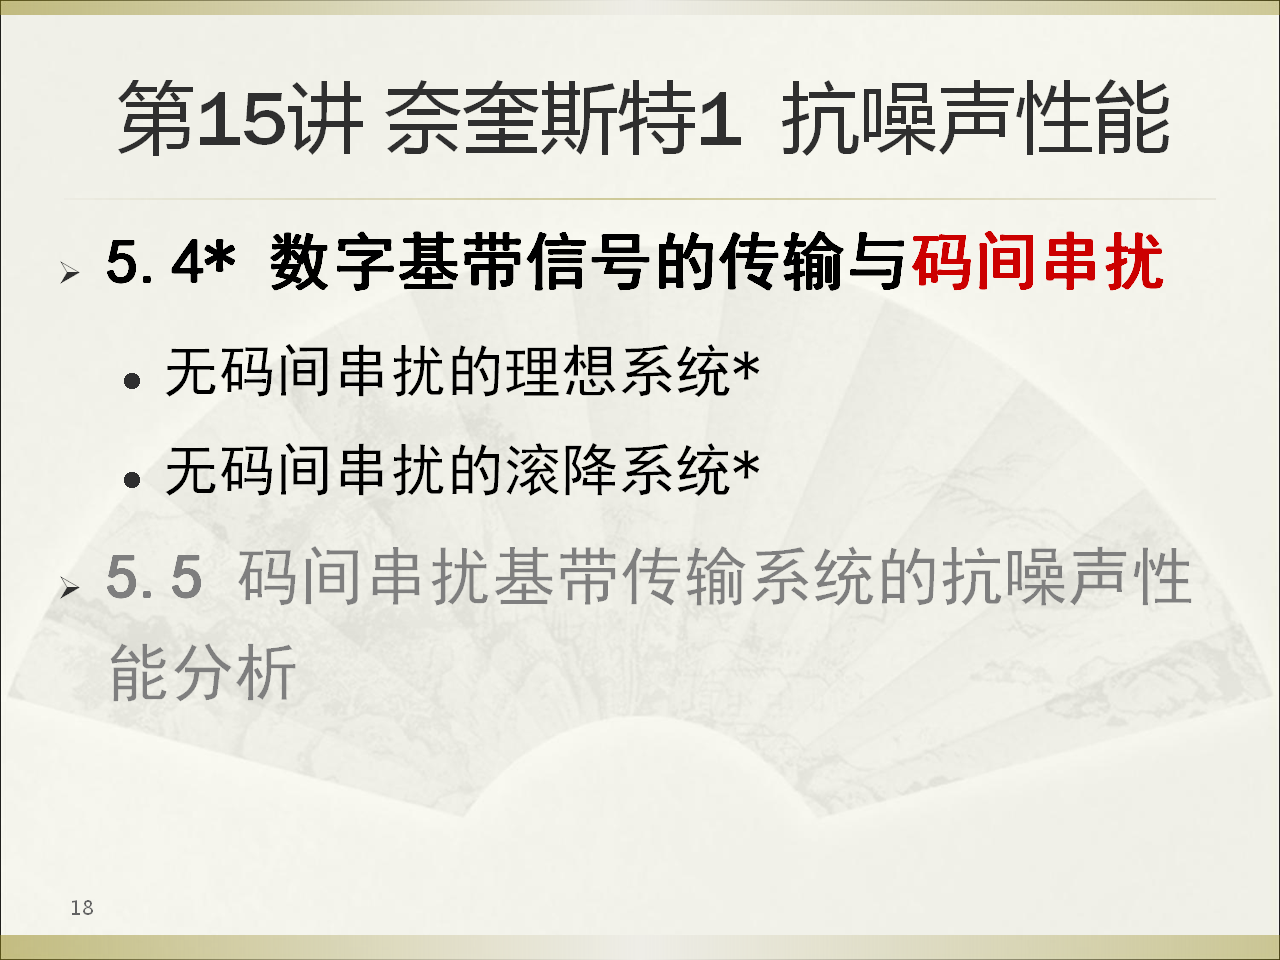 第15讲 奈奎斯特1 抗噪声性能
➢ 5.4* 数字基带信号的传输与码间串扰
● 无码间串扰的理想系统*
● 无码间串扰的滚降系统*
➢ 5.5 码间串扰基带传输系统的抗噪声性
能分析
18